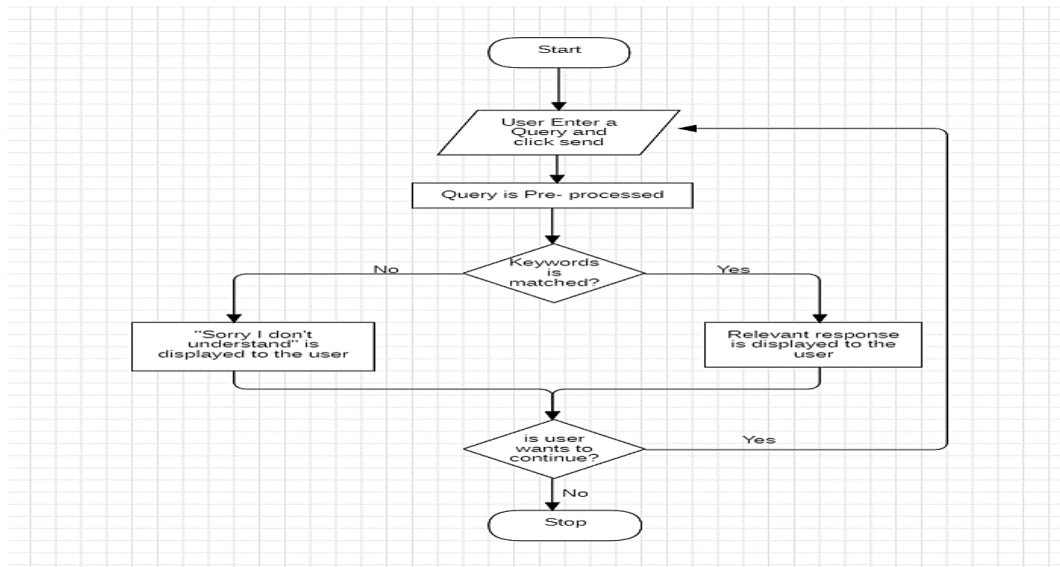 Start
User Enter a
Query and
click send
Query is Pre- processed
Keywords
is
matched?
No
Yes
"Sorry I don't
understand" is
displayed to the user
Relevant response
is displayed to the
user
is user
wants to
continue?
Yes
No
Stop